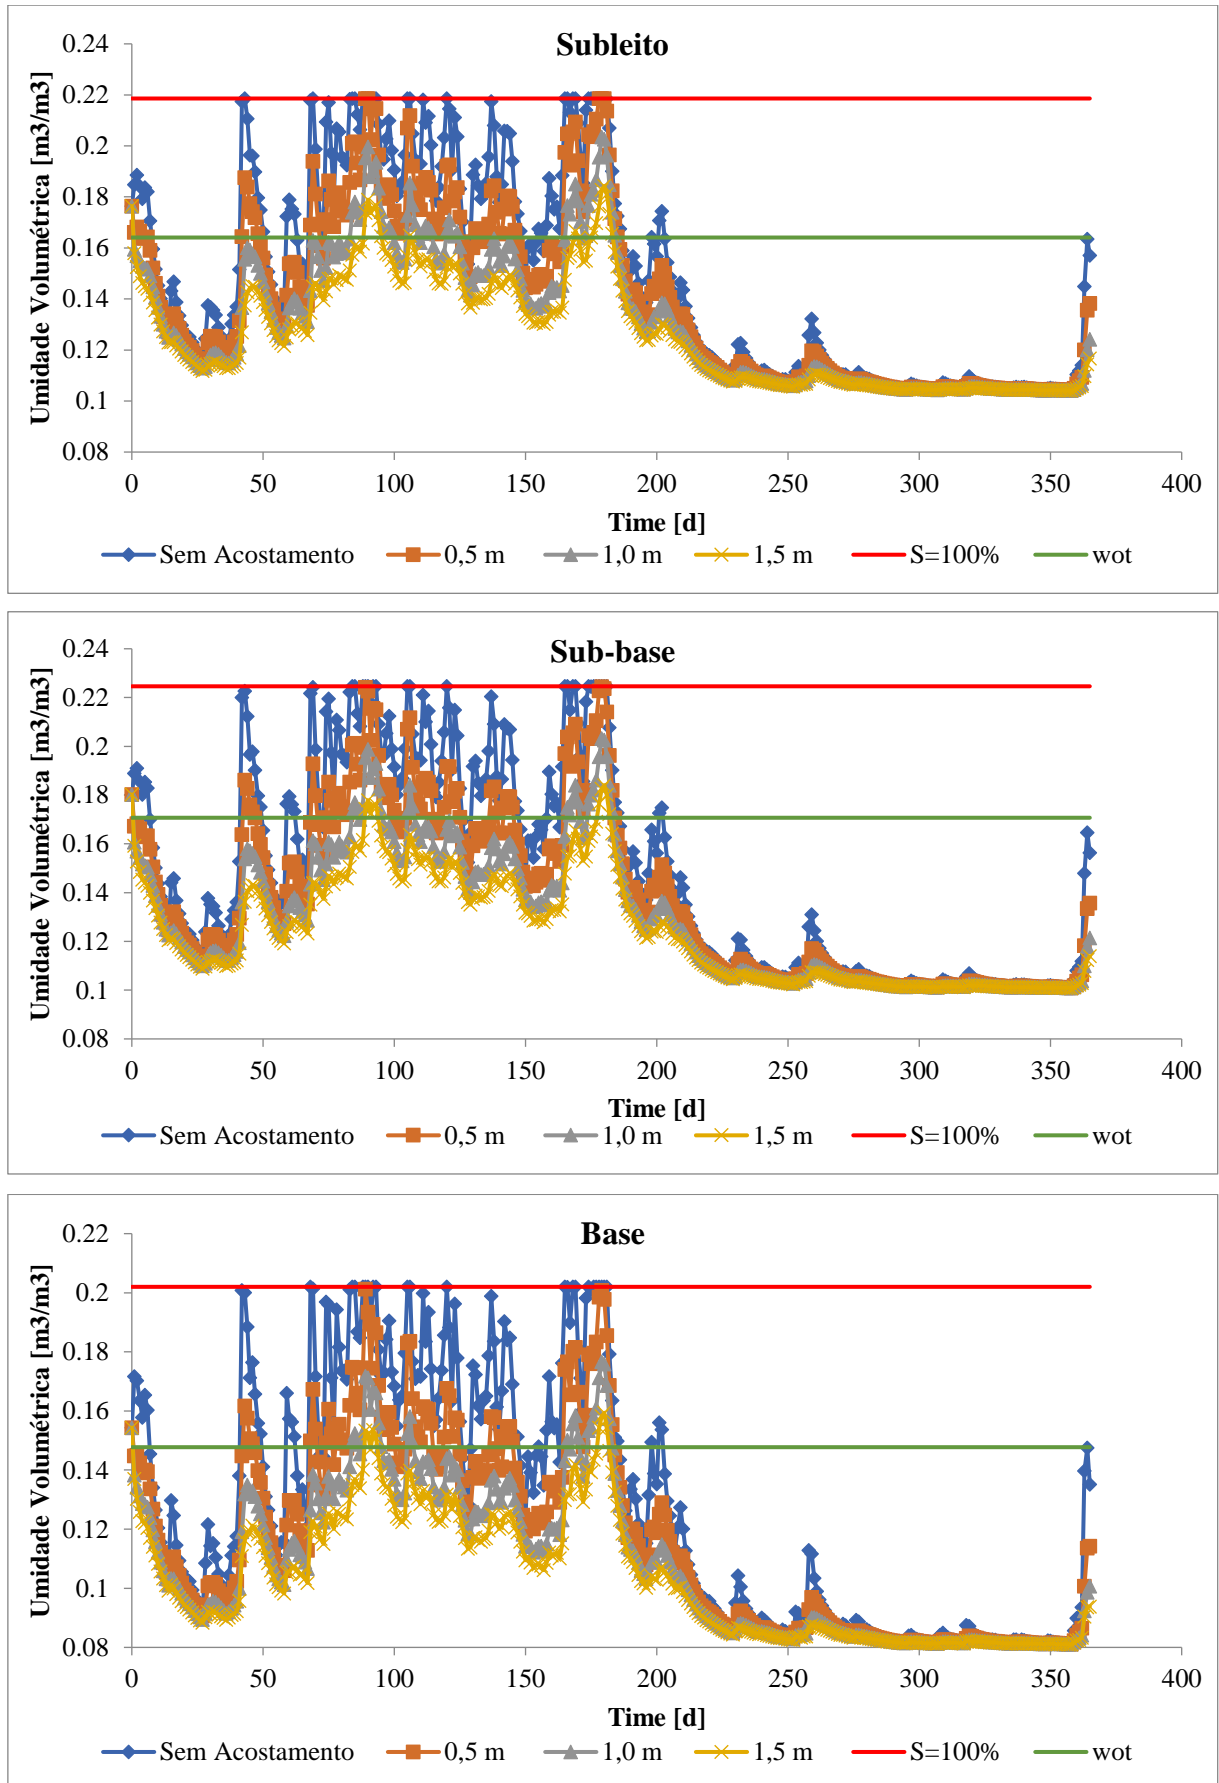 Subleito
Umidade Volumétrica [m3/m3]
0.24
0.22
0.2
0.18
0.16
0.14
0.12
0.1
0.08
0 50 100 150 200 250 300 350 400
Time [d]
Sem Acostamento 0,5 m 1,0 m 1,5 m S=100% wot
Sub-base
Umidade Volumétrica [m3/m3]
0.24
0.22
0.2
0.18
0.16
0.14
0.12
0.1
0.08
0 50 100 150 200 250 300 350 400
Time [d]
Sem Acostamento 0,5 m 1,0 m 1,5 m S=100% wot
Base
Umidade Volumétrica [m3/m3]
0.22
0.2
0.18
0.16
0.14
0.12
0.1
0.08
0 50 100 150 200 250 300 350 400
Time [d]
Sem Acostamento 0,5 m 1,0 m 1,5 m S=100% wot